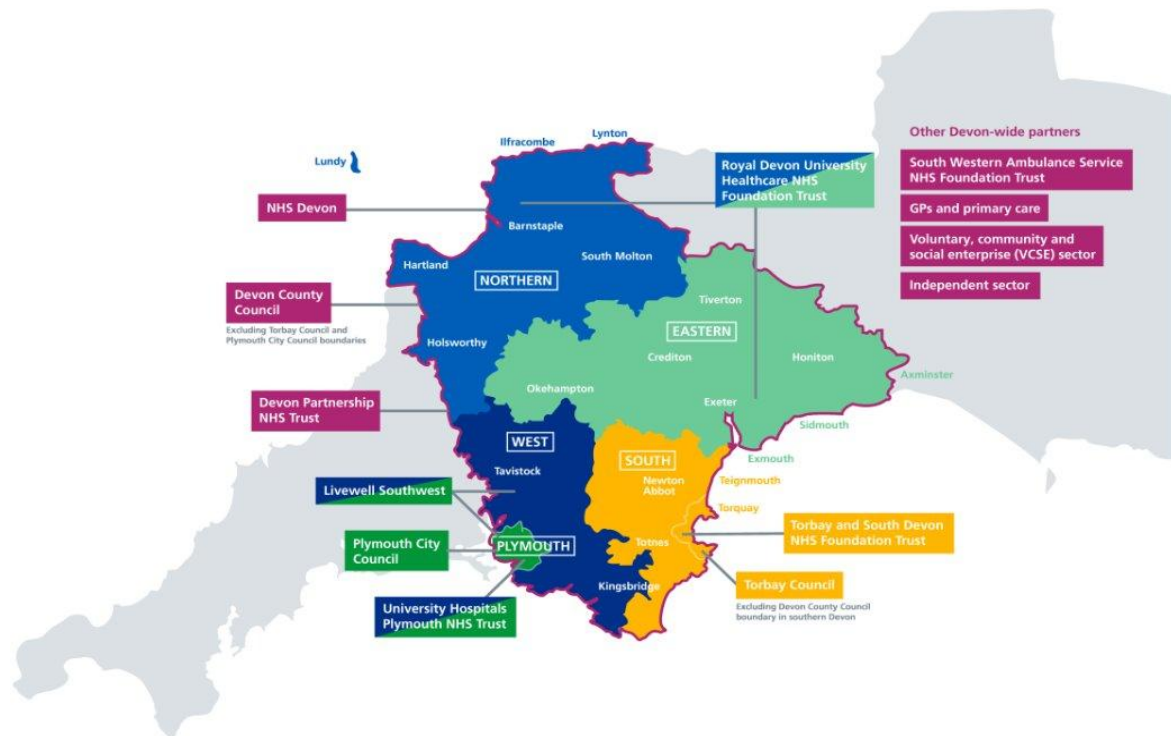 Lynton
Ilfracombe
Lundy
Other Devon-wide partners
Royal Devon University
Healthcare NHS
Foundation Trust
South Western Ambulance Service
NHS Foundation Trust
NHS Devon
GPs and primary care
Barnstaple
Voluntary, community and
social enterprise (VCSE) sector
Hartland
South Molton
NORTHERN
Independent sector
Devon County
Council
Excluding Torbay Council and
Plymouth City Council boundaries
Tiverton
EASTERN
Holsworthy
Crediton
Honiton
Axminster
Okehampton
Devon Partnership
NHS Trust
Exeter
Sidmouth
WEST
Exmouth
SOUTH
Tavistock
Newton
Abbot
Teignmouth
Livewell Southwest
Torquay
Torbay and South Devon
NHS Foundation Trust
Plymouth City
Council
PLYMOUTH
Totnes
Kingsbridge
Torbay Council
Excluding Devon County Council
boundary in southern Devon
University Hospitals
Plymouth NHS Trust